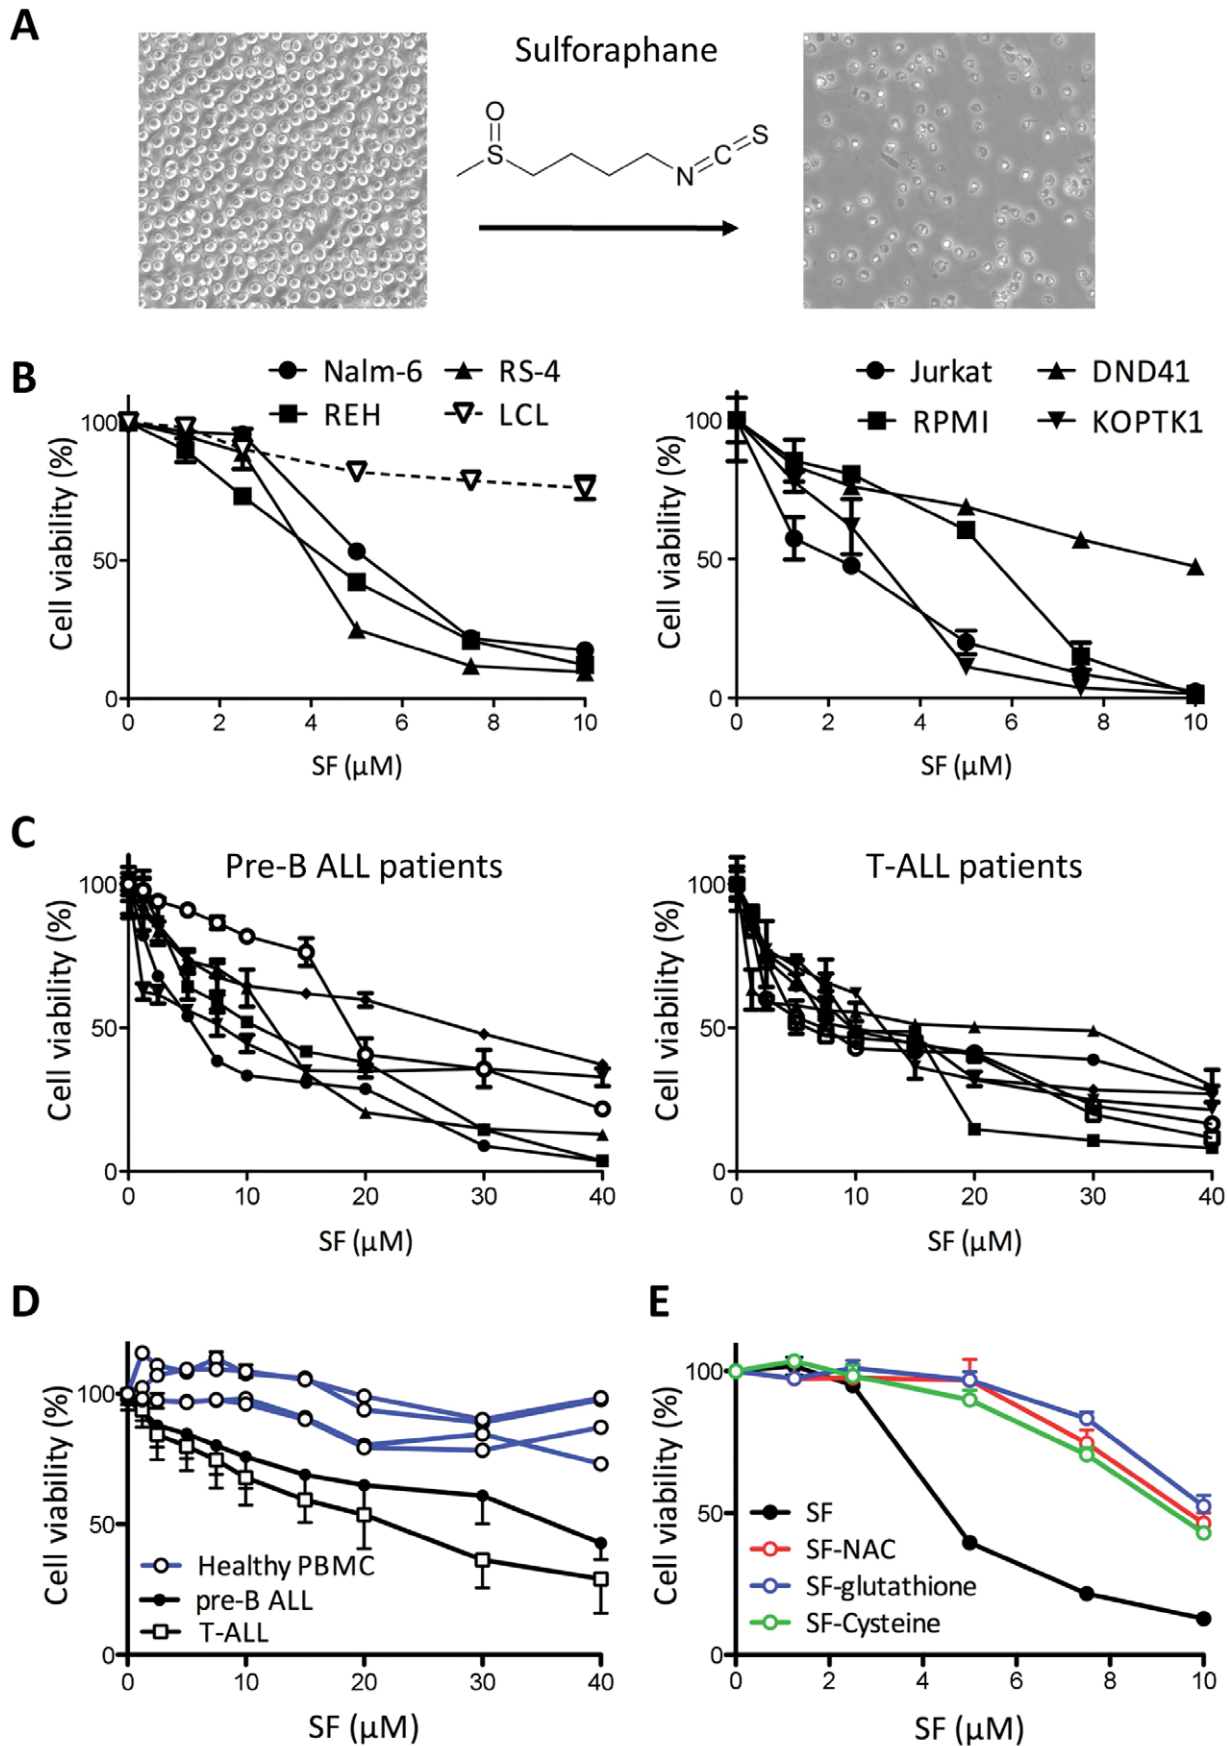 A
Sulforaphane
O
S
N
C
S
B
Nalm-6
RS-4
REH
LCL
Cell viability (%)
100
50
0
0 2 4 6 8 10
SF (µM)
Jurkat
DND41
RPMI
KOPTK1
Cell viability (%)
100
50
0
0 2 4 6 8 10
SF (µM)
C
Pre-B ALL patients
Cell viability (%)
100
50
0
0 10 20 30 40
SF (µM)
T-ALL patients
Cell viability (%)
100
50
0
0 10 20 30 40
SF (µM)
D
Cell viability (%)
100
50
0
Healthy PBMC
pre-B ALL
T-ALL
0 10 20 30 40
SF (µM)
E
Cell viability (%)
100
50
0
SF
SF-NAC
SF-glutathione
SF-Cysteine
0 2 4 6 8 10
SF (µM)